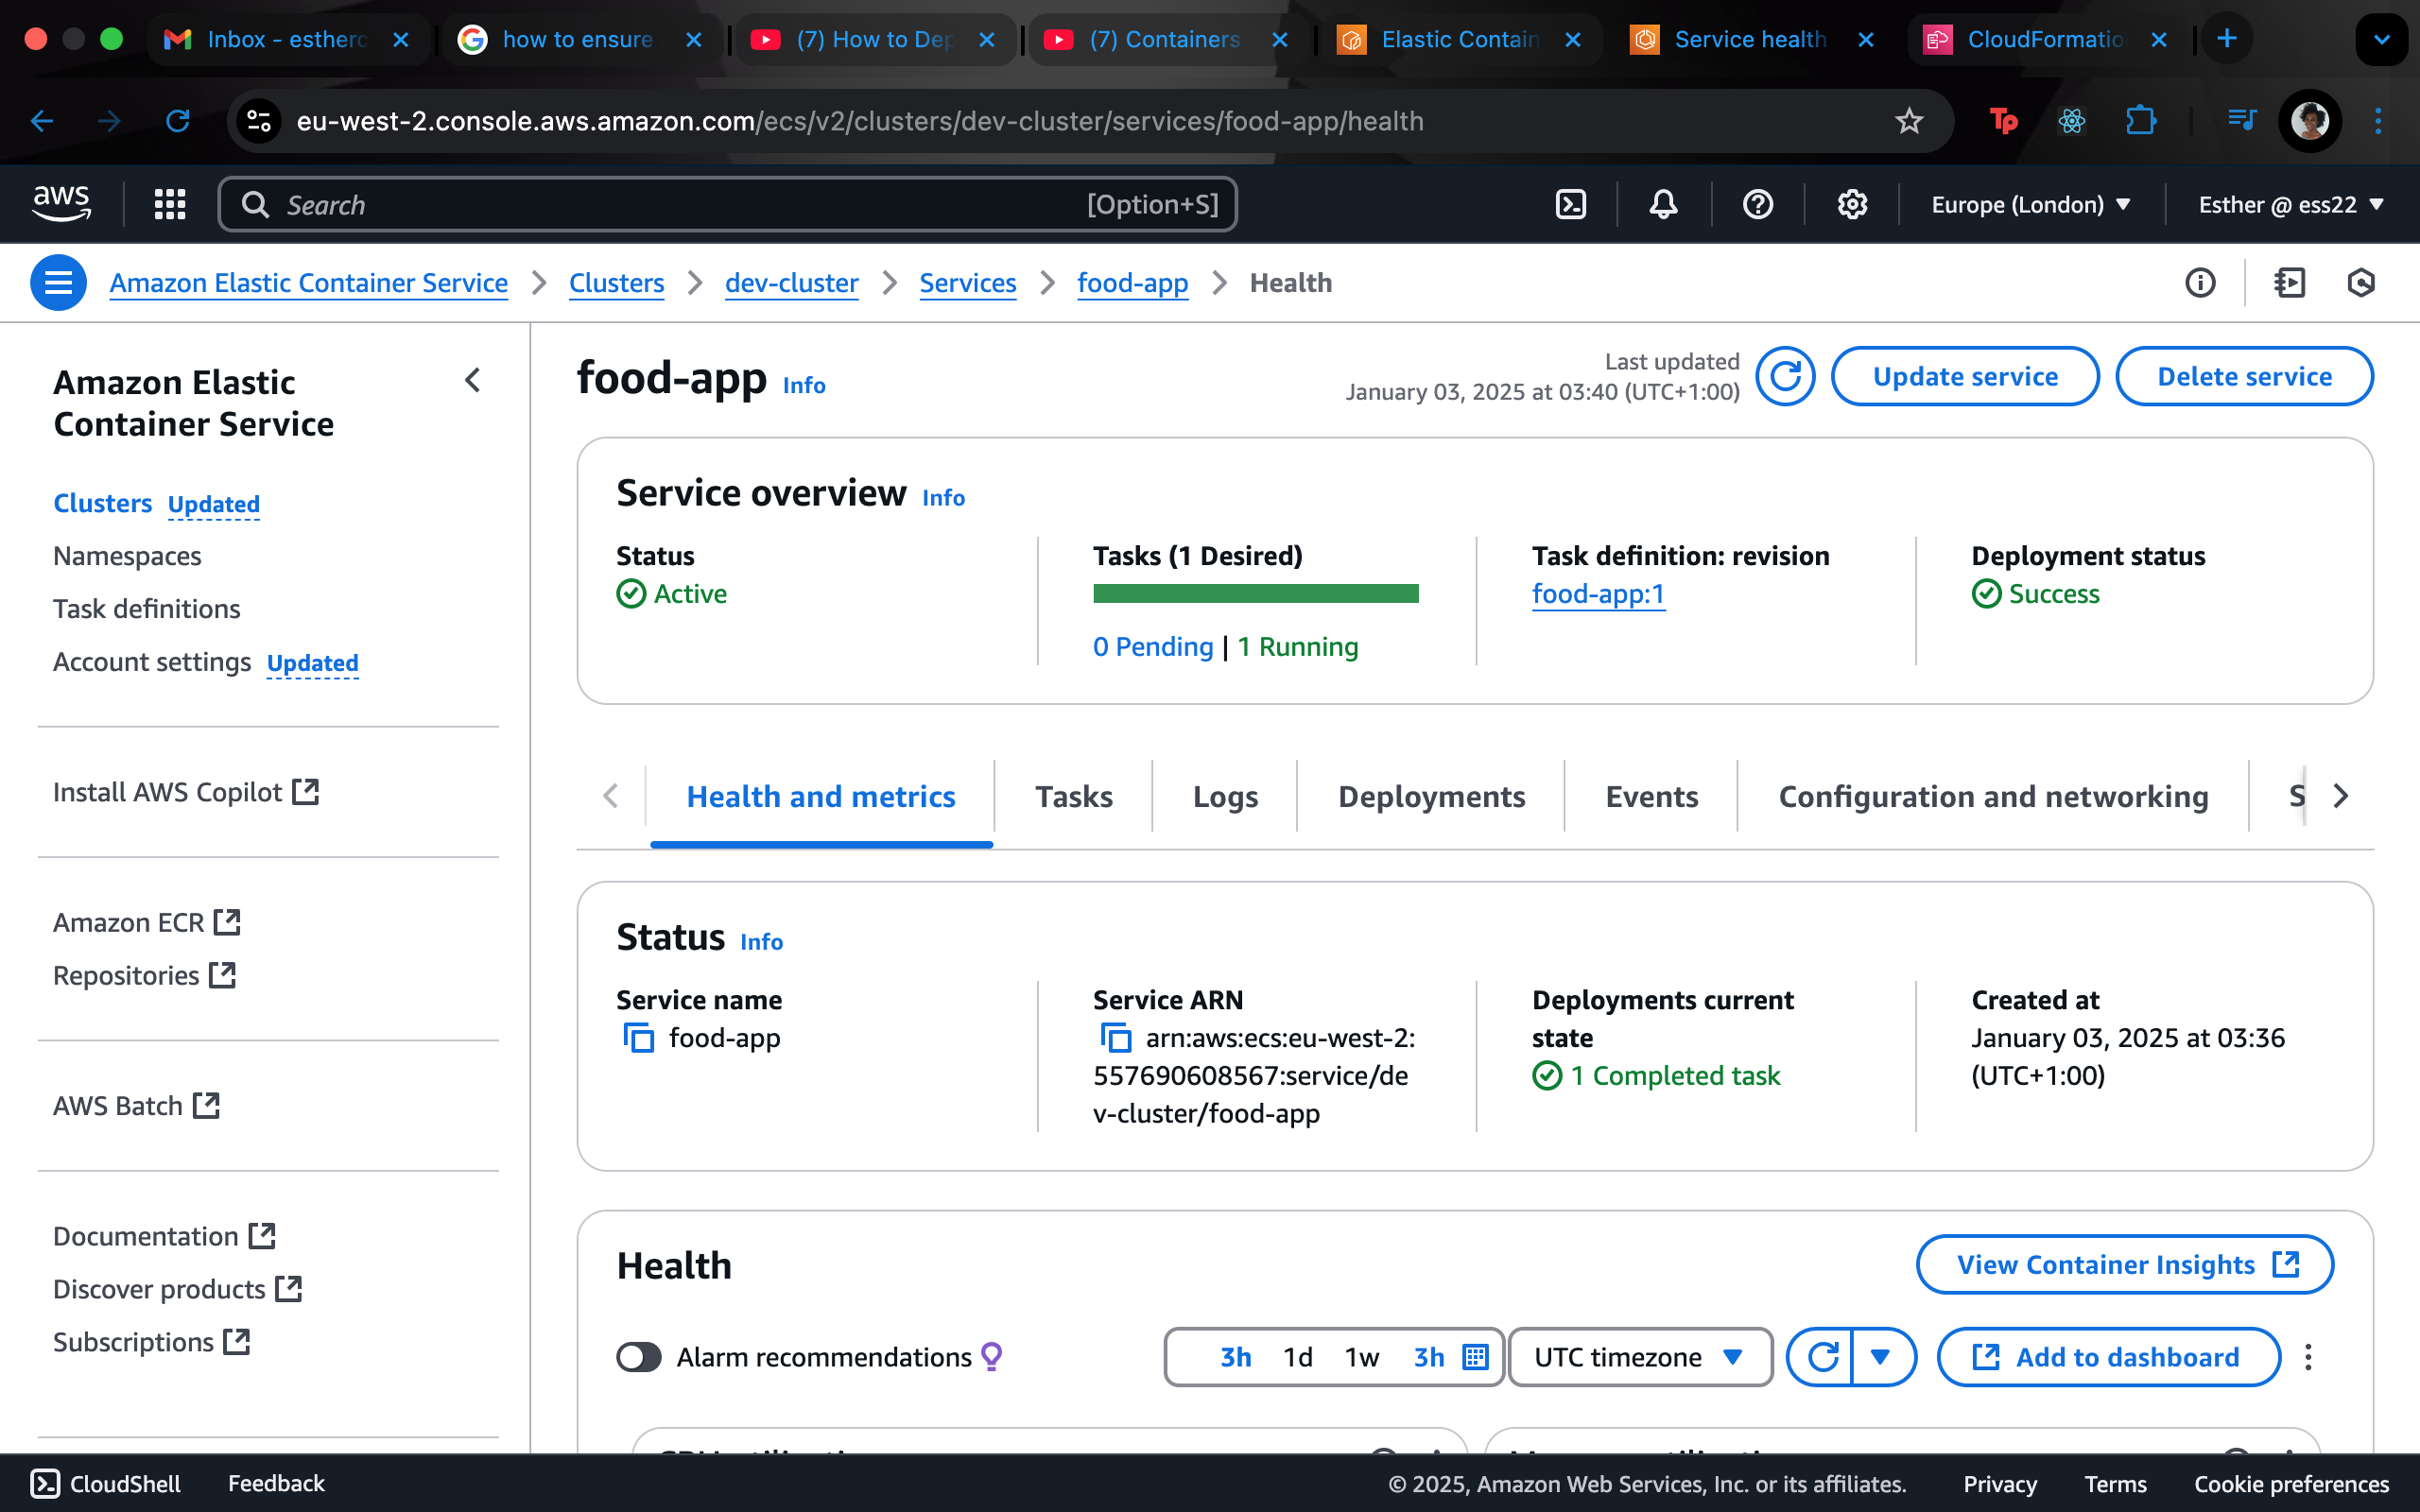 Inbox - estherc
how to ensure
(7) How to Dep
(7) Containers
Elastic Contain
Service health
CloudFormatio
eu-west-2.console.aws.amazon.com/ecs/v2/clusters/dev-cluster/services/food-app/health
Tp
aws
Search
[Option+S]
Europe (London)
Esther @ ess22
Amazon Elastic Container Service
Clusters
dev-cluster
Services
food-app
Health
Amazon Elastic
Container Service
Clusters Updated
Namespaces
Task definitions
Account settings Updated
Install AWS Copilot
Amazon ECR
Repositories
AWS Batch
Documentation
Discover products
Subscriptions
food-app Info
Last updated
January 03, 2025 at 03:40 (UTC+1:00)
Update service
Delete service
Service overview Info
Status
Active
Tasks (1 Desired)
0 Pending | 1 Running
Task definition: revision
food-app:1
Deployment status
Success
Health and metrics
Tasks
Logs
Deployments
Events
Configuration and networking
S
Status Info
Service name
food-app
Service ARN
arn:aws:ecs:eu-west-2:
557690608567:service/de
v-cluster/food-app
Deployments current
state
1 Completed task
Created at
January 03, 2025 at 03:36
(UTC+1:00)
Health
View Container Insights
Alarm recommendations
3h 1d 1w 3h
UTC timezone
Add to dashboard
CloudShell
Feedback
© 2025, Amazon Web Services, Inc. or its affiliates.
Privacy
Terms
Cookie preferences